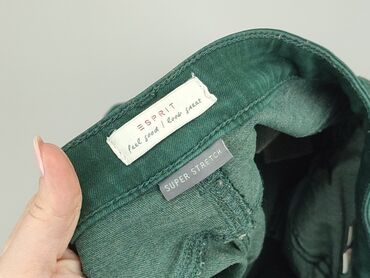 ESPRIT
feel good / look great
SUPER STRETCH